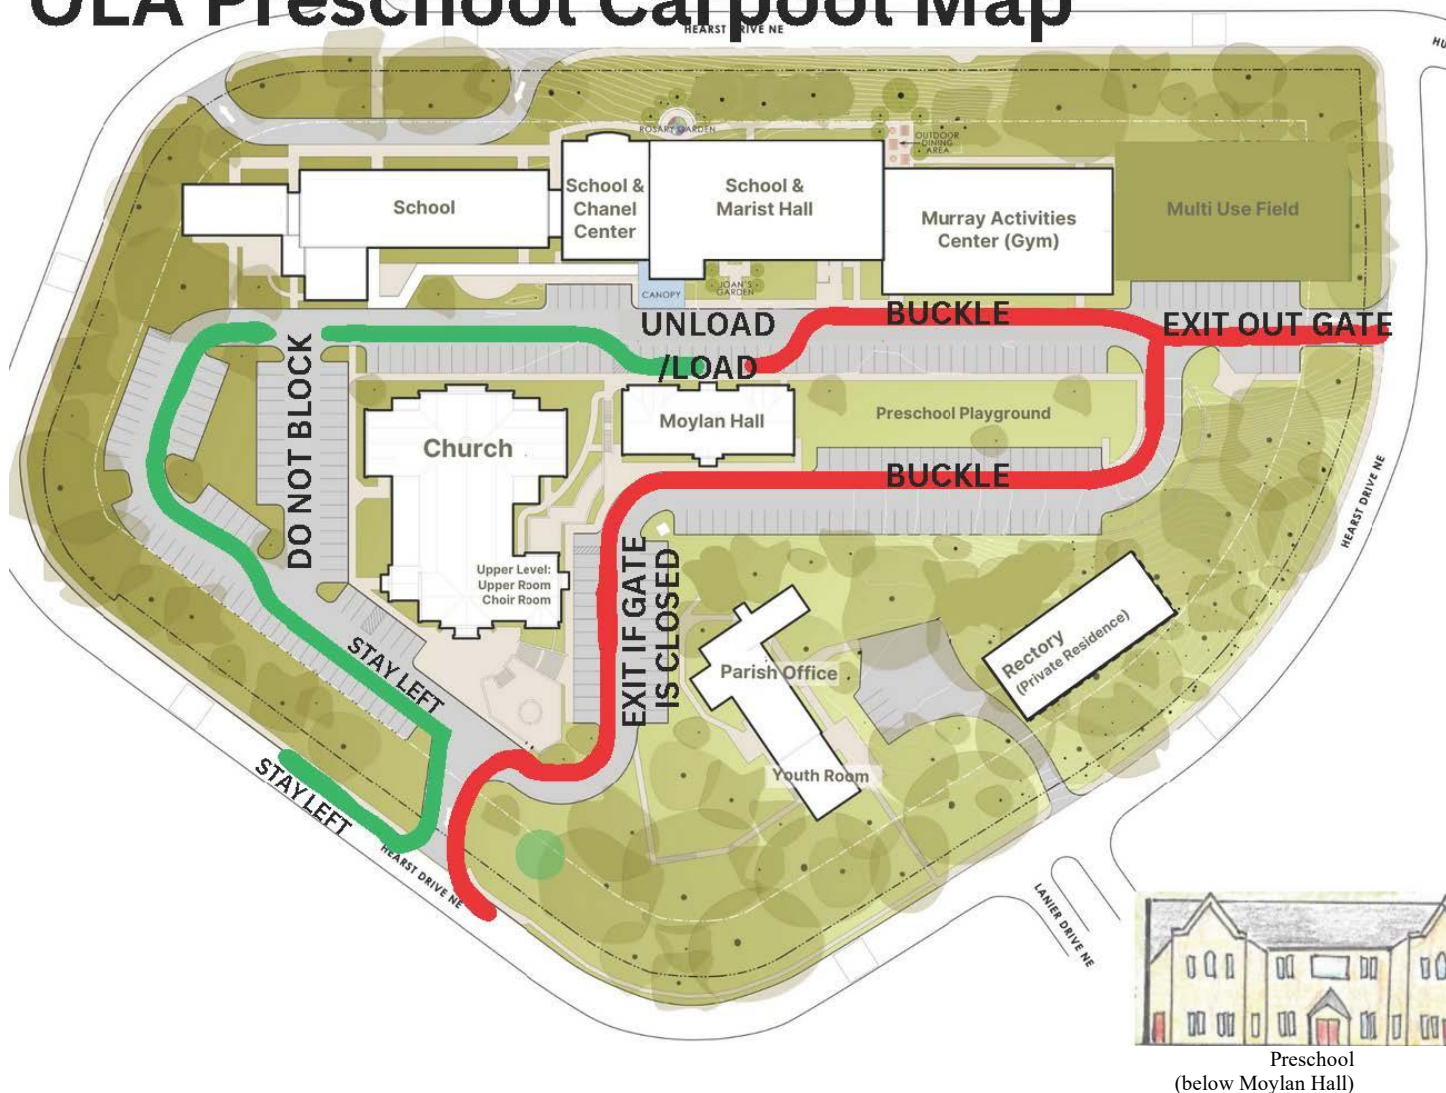 OLA Preschool Carpool Map
HEARST DRIVE NE
ROSARY GARDEN
OUTDOOR
DINING
AREA
School
School &
Chanel
Center
School &
Marist Hall
Murray Activities
Center (Gym)
Multi Use Field
CANOPY
JOAN'S
GARDEN
UNLOAD
/LOAD
BUCKLE
EXIT OUT GATE
DO NOT BLOCK
Church
Moylan Hall
Preschool Playground
BUCKLE
HEARST DRIVE NE
Upper Level:
Upper Room
Choir Room
EXIT IF GATE
IS CLOSED
STAY LEFT
Parish Office
Rectory
(Private Residence)
Youth Room
STAY LEFT
HEARST DRIVE NE
LANIER DRIVE NE
Preschool
(below Moylan Hall)